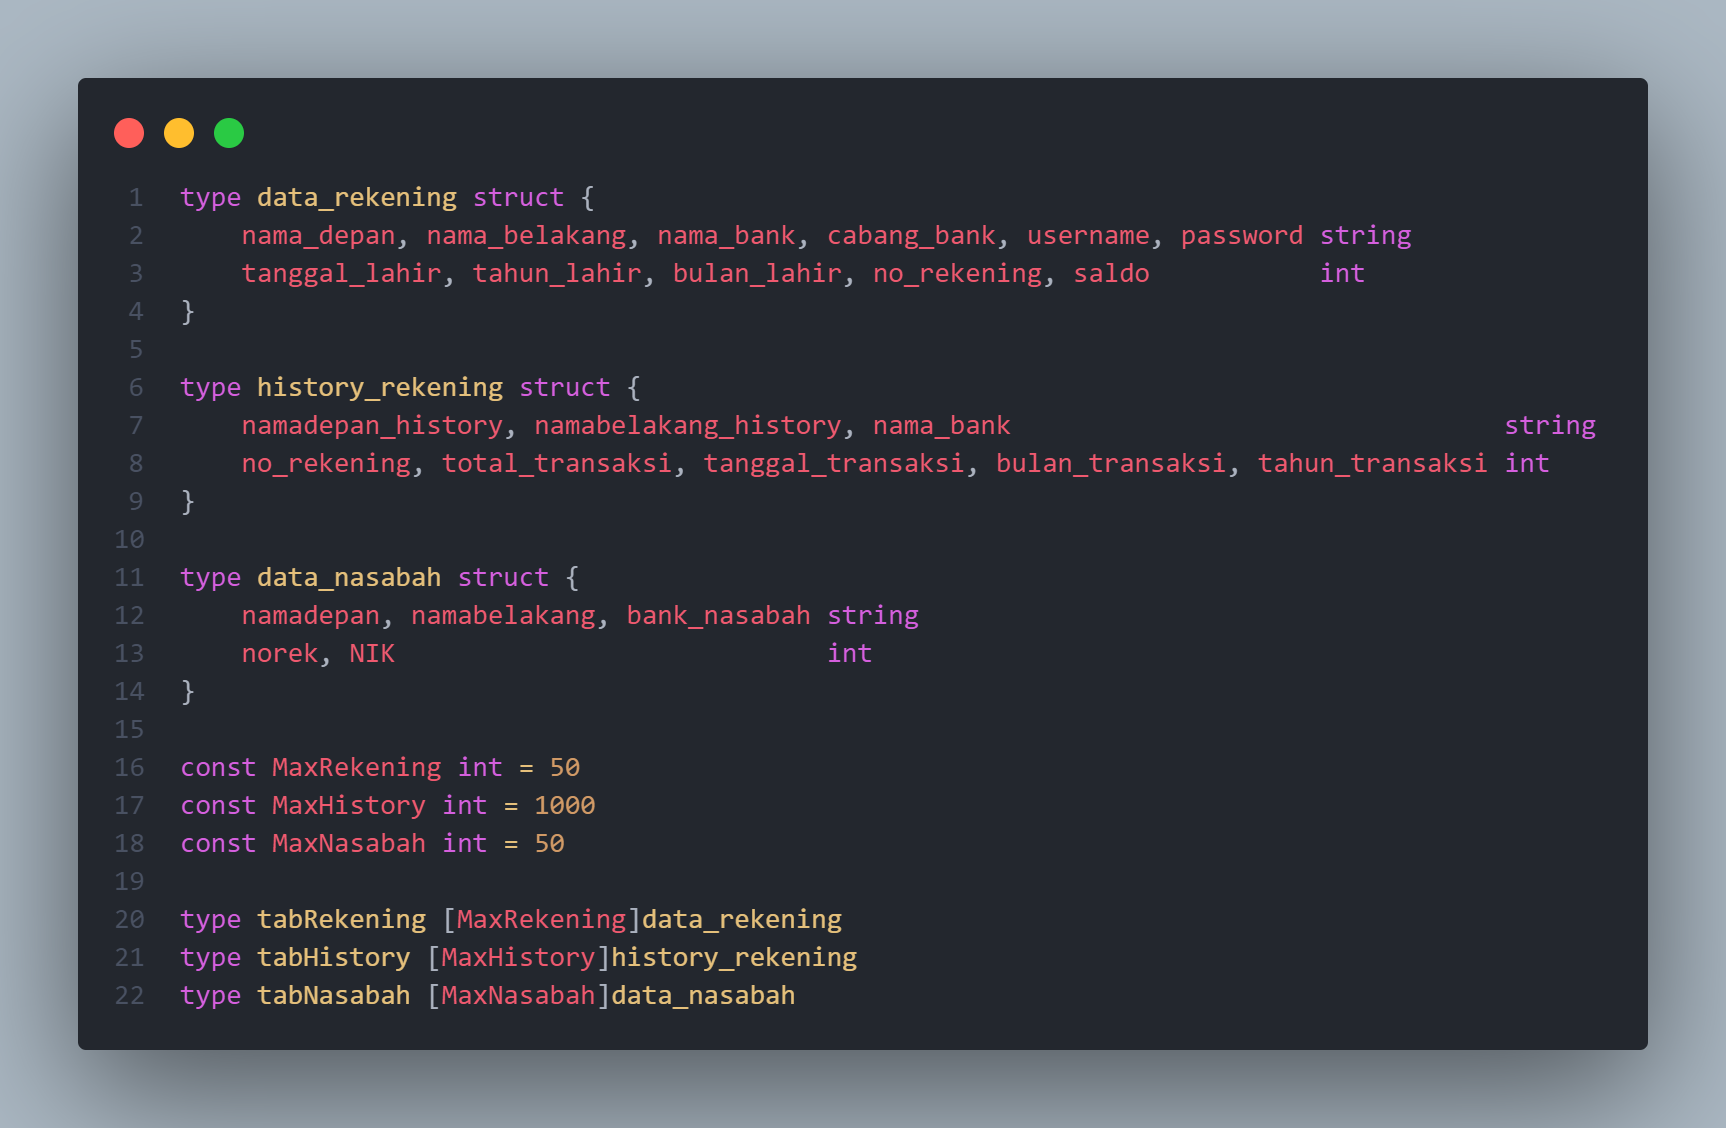 1 type data_rekening struct {
2 nama_depan, nama_belakang, nama_bank, cabang_bank, username, password string
3 tanggal_lahir, tahun_lahir, bulan_lahir, no_rekening, saldo int
4 }
5
6 type history_rekening struct {
7 namadepan_history, namabelakang_history, nama_bank string
8 no_rekening, total_transaksi, tanggal_transaksi, bulan_transaksi, tahun_transaksi int
9 }
10
11 type data_nasabah struct {
12 namadepan, namabelakang, bank_nasabah string
13 norek, NIK int
14 }
15
16 const MaxRekening int = 50
17 const MaxHistory int = 1000
18 const MaxNasabah int = 50
19
20 type tabRekening [MaxRekening]data_rekening
21 type tabHistory [MaxHistory]history_rekening
22 type tabNasabah [MaxNasabah]data_nasabah